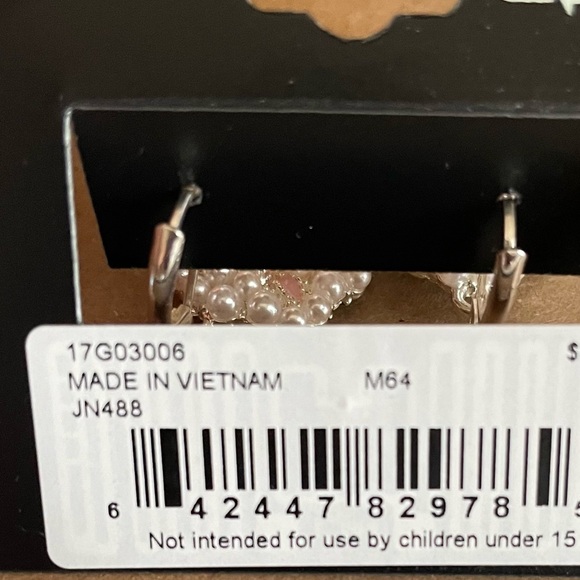 17G03006 $
MADE IN VIETNAM M64
JN488
6 42447 82978
Not intended for use by children under 15